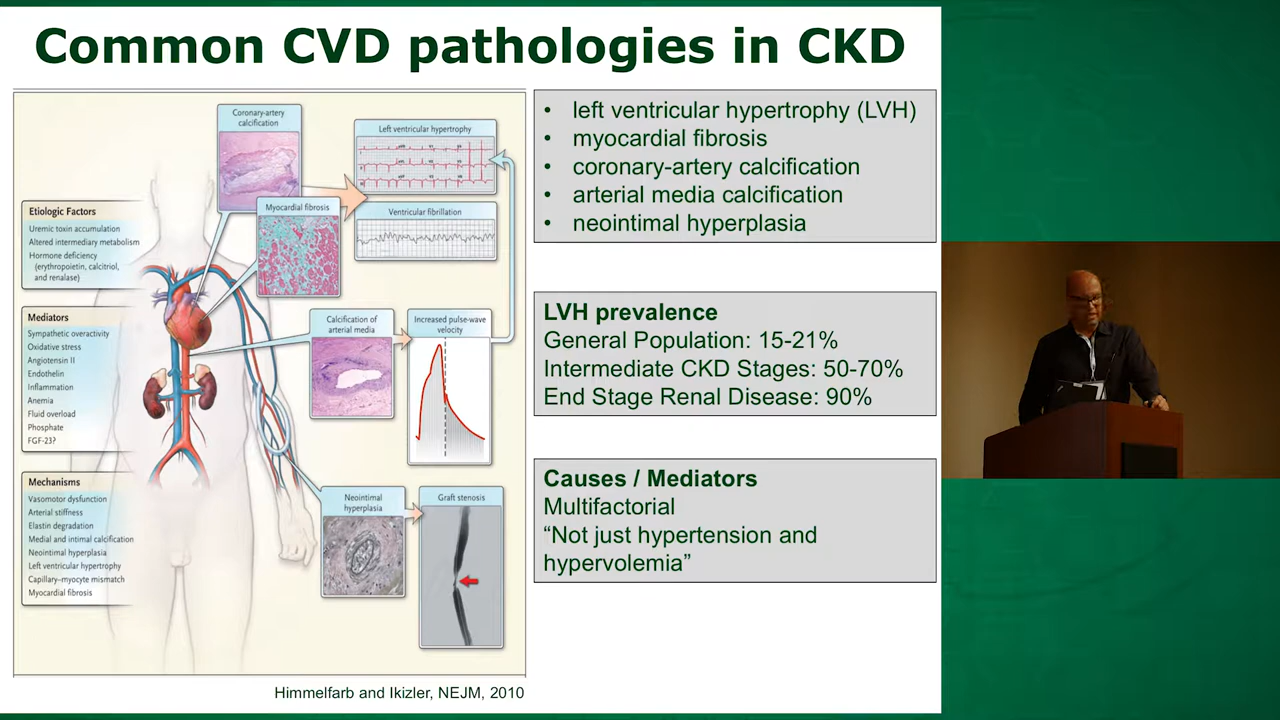 Common CVD pathologies in CKD
Coronary-artery
calcification
Left ventricular hypertrophy
Myocardial fibrosis
Ventricular fibrillation
Etiologic Factors
Uremic toxin accumulation
Altered intermediary metabolism
Hormone deficiency
(erythropoietin, calcitriol,
and renalase)
Mediators
Sympathetic overactivity
Oxidative stress
Angiotensin II
Endothelin
Inflammation
Anemia
Fluid overload
Phosphate
FGF-23?
Calcification of
arterial media
Increased pulse-wave
velocity
Mechanisms
Vasomotor dysfunction
Arterial stiffness
Elastin degradation
Medial and intimal calcification
Neointimal hyperplasia
Left ventricular hypertrophy
Capillary–myocyte mismatch
Myocardial fibrosis
Neointimal
hyperplasia
Graft stenosis
Himmelfarb and Ikizler, NEJM, 2010
• left ventricular hypertrophy (LVH)
• myocardial fibrosis
• coronary-artery calcification
• arterial media calcification
• neointimal hyperplasia
LVH prevalence
General Population: 15-21%
Intermediate CKD Stages: 50-70%
End Stage Renal Disease: 90%
Causes / Mediators
Multifactorial
“Not just hypertension and
hypervolemia”